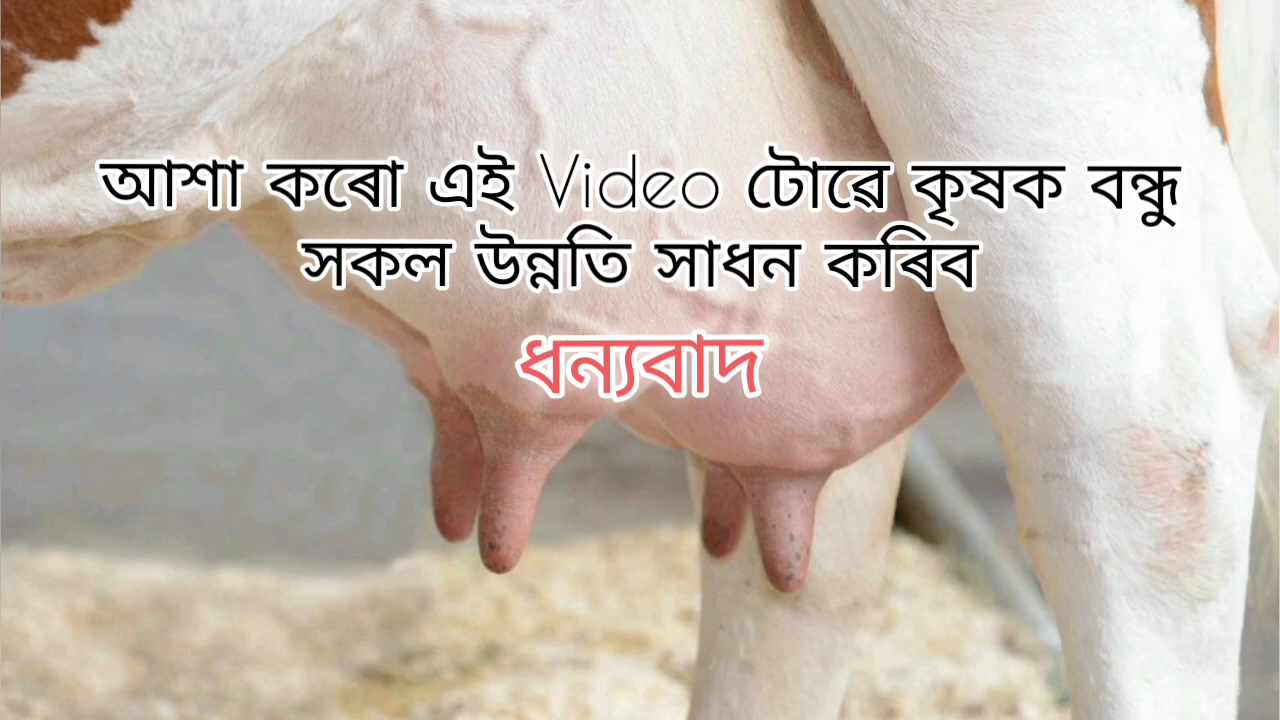 আশা কৰো এই Video টোৱে কৃষক বন্ধু
সকল উন্নতি সাধন কৰিব
ধন্যবাদ